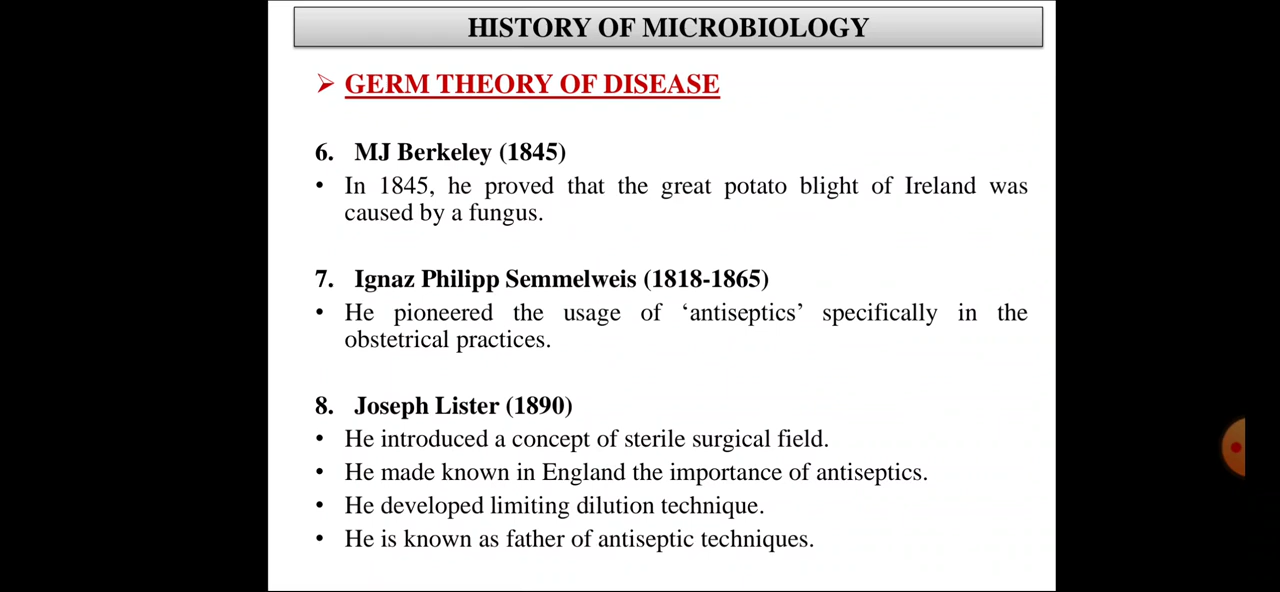 HISTORY OF MICROBIOLOGY
➢ GERM THEORY OF DISEASE
6. MJ Berkeley (1845)
• In 1845, he proved that the great potato blight of Ireland was
caused by a fungus.
7. Ignaz Philipp Semmelweis (1818-1865)
• He pioneered the usage of ‘antiseptics’ specifically in the
obstetrical practices.
8. Joseph Lister (1890)
• He introduced a concept of sterile surgical field.
• He made known in England the importance of antiseptics.
• He developed limiting dilution technique.
• He is known as father of antiseptic techniques.